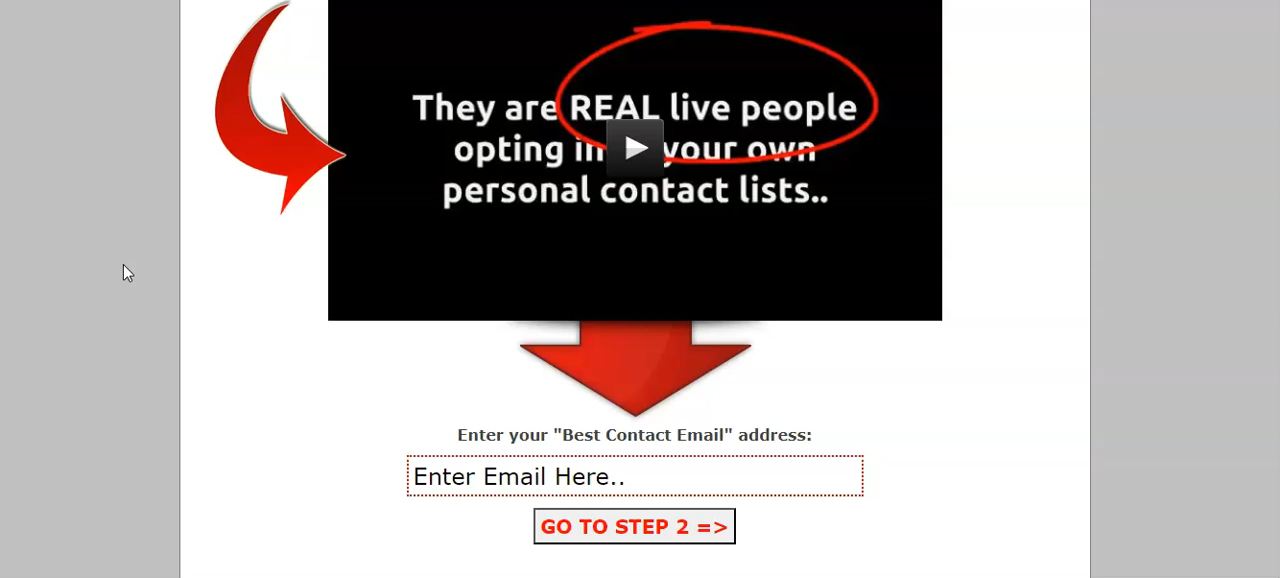 They are REAL live people
opting in your own
personal contact lists..
Enter your "Best Contact Email" address:
Enter Email Here..
GO TO STEP 2 =>